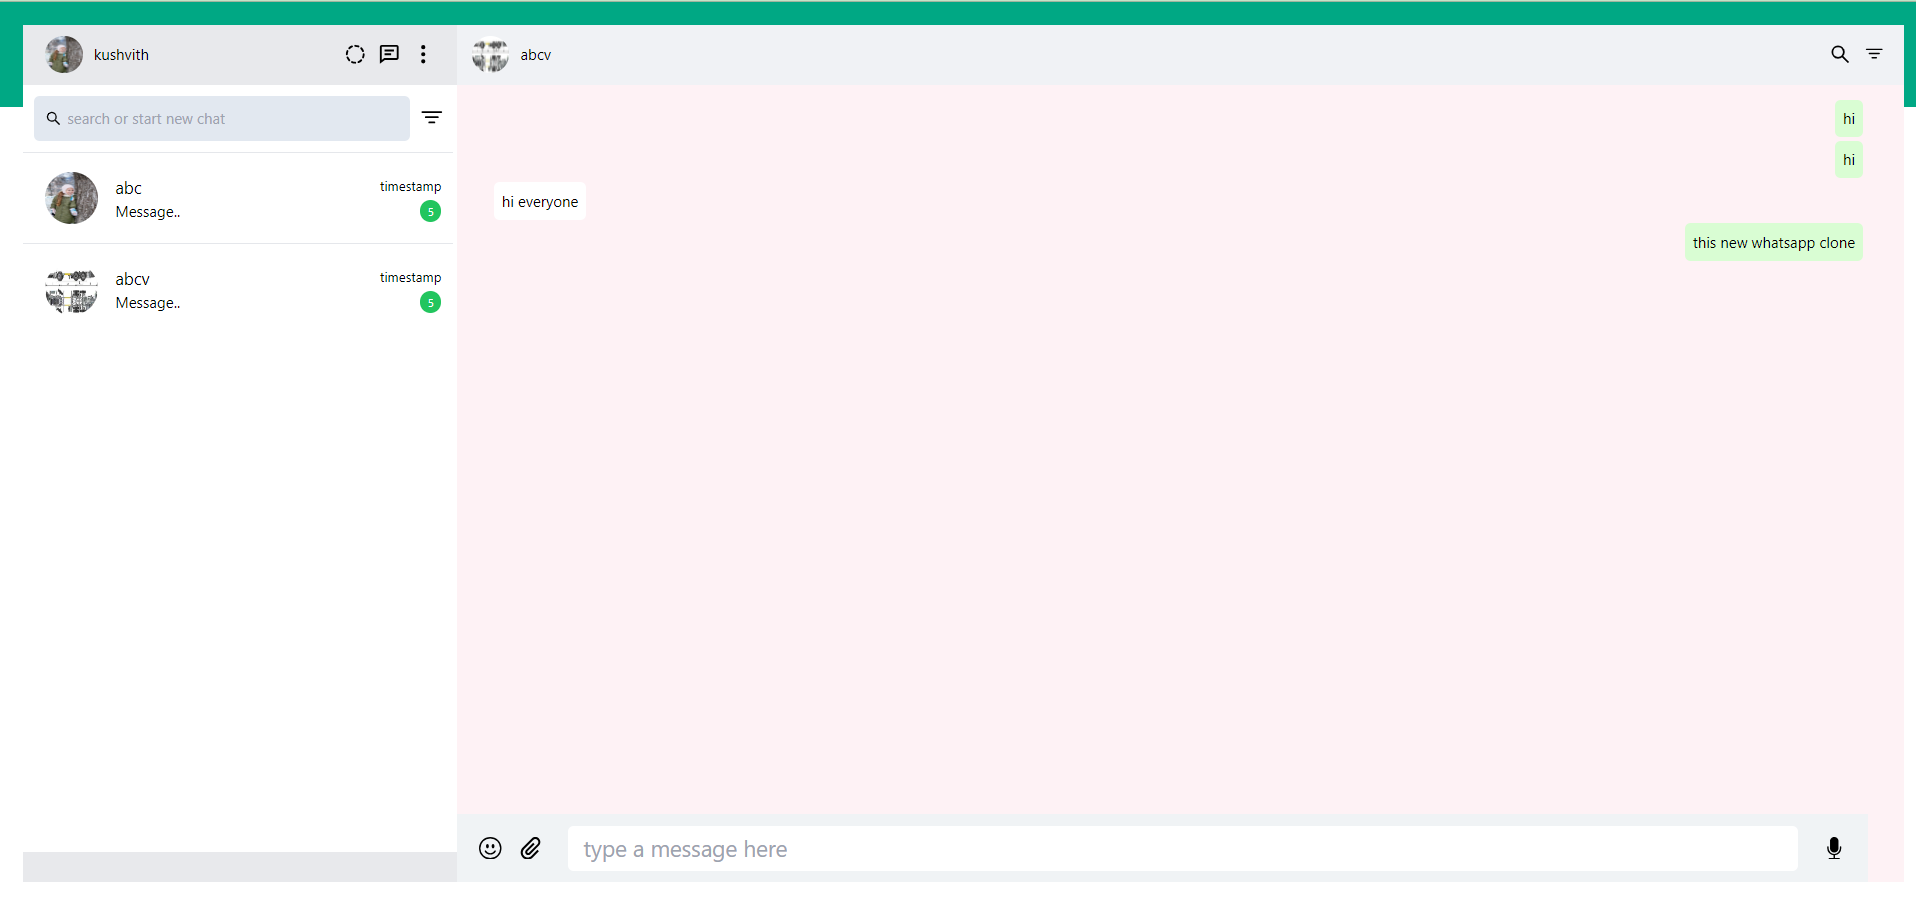 kushvith
search or start new chat
abc
timestamp
Message..
5
abcv
timestamp
Message..
5
abcv
hi
hi
hi everyone
this new whatsapp clone
type a message here